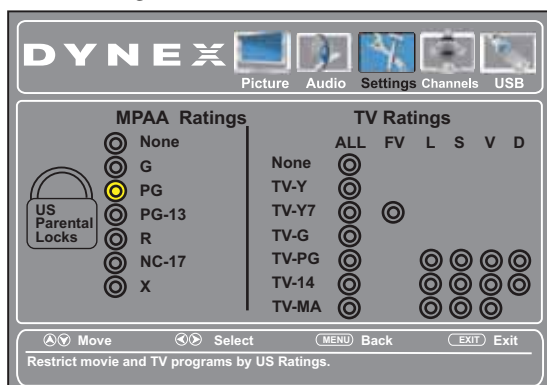 DYNEX
Picture Audio Settings Channels USB
MPAA Ratings
None
G
PG
PG-13
R
NC-17
X
US
Parental
Locks
TV Ratings
ALL FV L S V D
None
TV-Y
TV-Y7
TV-G
TV-PG
TV-14
TV-MA
Move Select MENU Back EXIT Exit
Restrict movie and TV programs by US Ratings.